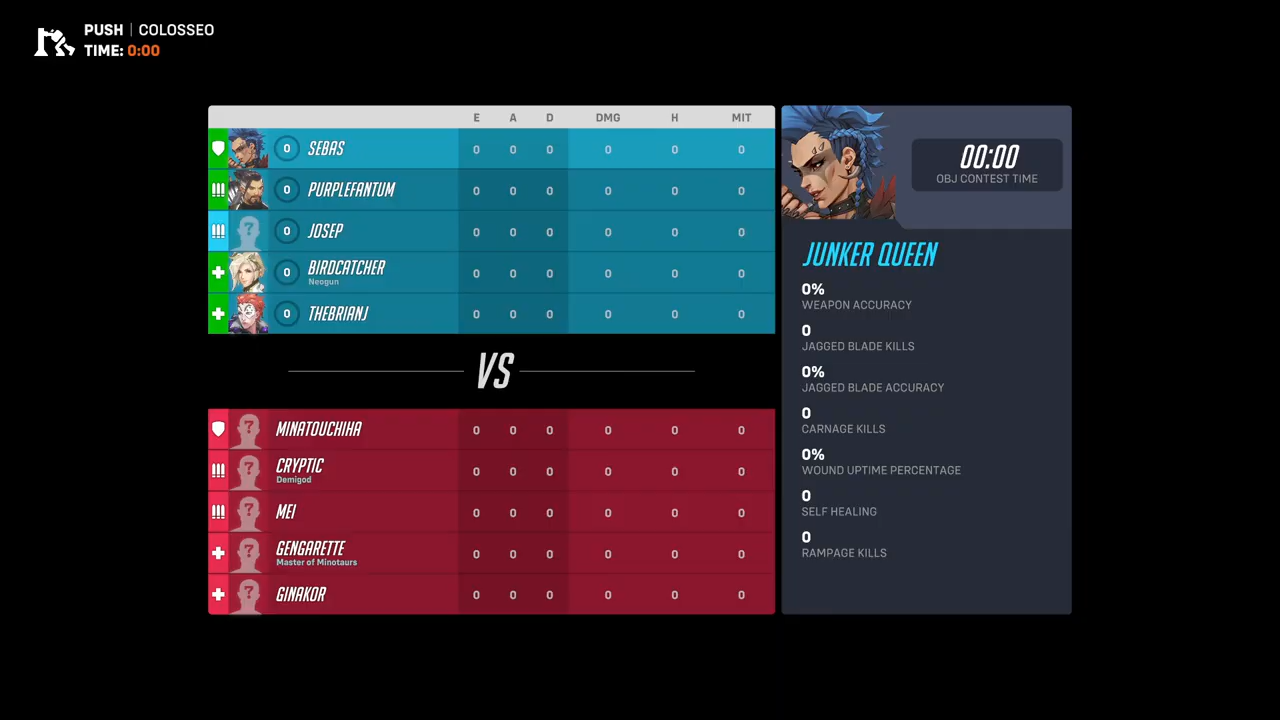 PUSH | COLOSSEO
TIME: 0:00
E A D DMG H MIT
0 SEBAS 0 0 0 0 0 0
0 PURPLEFANTUM 0 0 0 0 0 0
? 0 JOSEP 0 0 0 0 0 0
0 BIRDCATCHER 0 0 0 0 0 0
Neogun
0 THEBRIANJ 0 0 0 0 0 0
VS
? MINATOUCHIHA 0 0 0 0 0 0
? CRYPTIC 0 0 0 0 0 0
Demigod
? MEI 0 0 0 0 0 0
? GENGARETTE 0 0 0 0 0 0
Master of Minotaurs
? GINAKOR 0 0 0 0 0 0
00:00
OBJ CONTEST TIME
JUNKER QUEEN
0%
WEAPON ACCURACY
0
JAGGED BLADE KILLS
0%
JAGGED BLADE ACCURACY
0
CARNAGE KILLS
0%
WOUND UPTIME PERCENTAGE
0
SELF HEALING
0
RAMPAGE KILLS